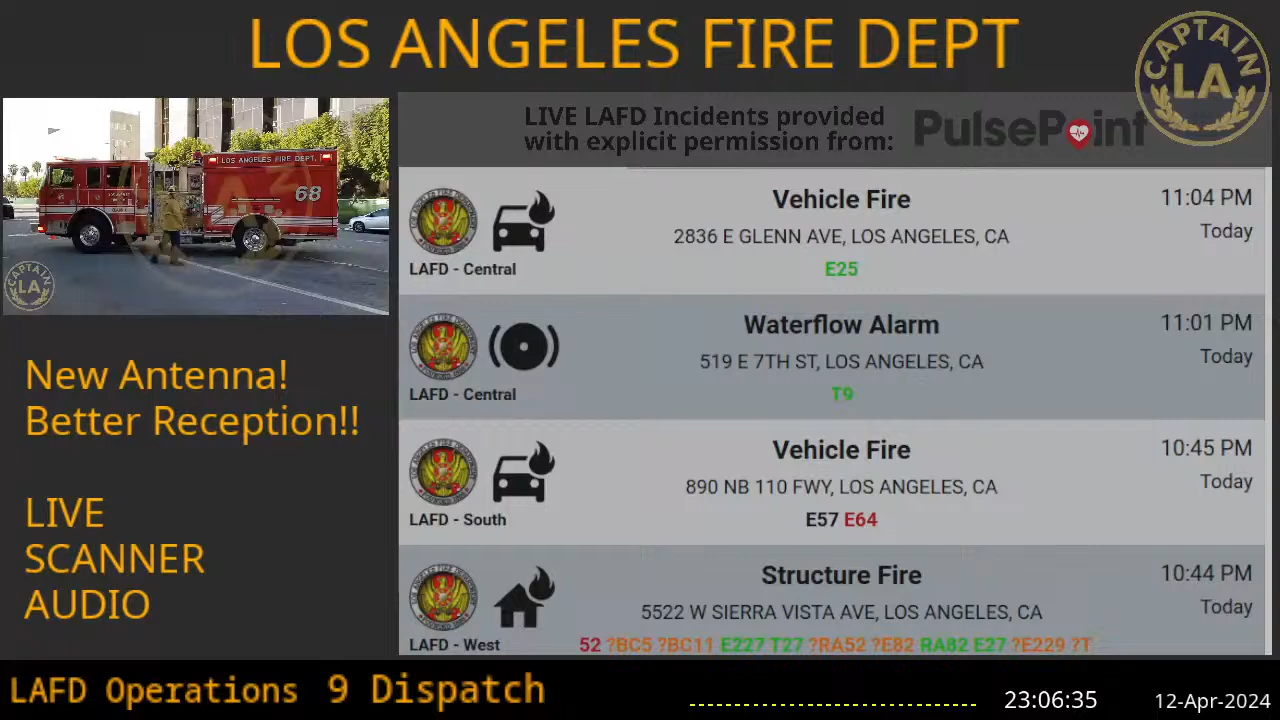 LOS ANGELES FIRE DEPT
CAPTAIN
LA
LIVE LAFD Incidents provided
with explicit permission from:
PulsePoint
LOS ANGELES FIRE DEPT.
68
CAPTAIN
LA
New Antenna!
Better Reception!!
LIVE
SCANNER
AUDIO
Vehicle Fire
11:04 PM
2836 E GLENN AVE, LOS ANGELES, CA
Today
LAFD - Central
E25
Waterflow Alarm
11:01 PM
519 E 7TH ST, LOS ANGELES, CA
Today
LAFD - Central
T9
Vehicle Fire
10:45 PM
890 NB 110 FWY, LOS ANGELES, CA
Today
LAFD - South
E57 E64
Structure Fire
10:44 PM
5522 W SIERRA VISTA AVE, LOS ANGELES, CA
Today
LAFD - West
52 ?BC5 ?BC11 E227 T27 ?RA52 ?E82 RA82 E27 ?E229 ?T
LAFD Operations 9 Dispatch
23:06:35
12-Apr-2024